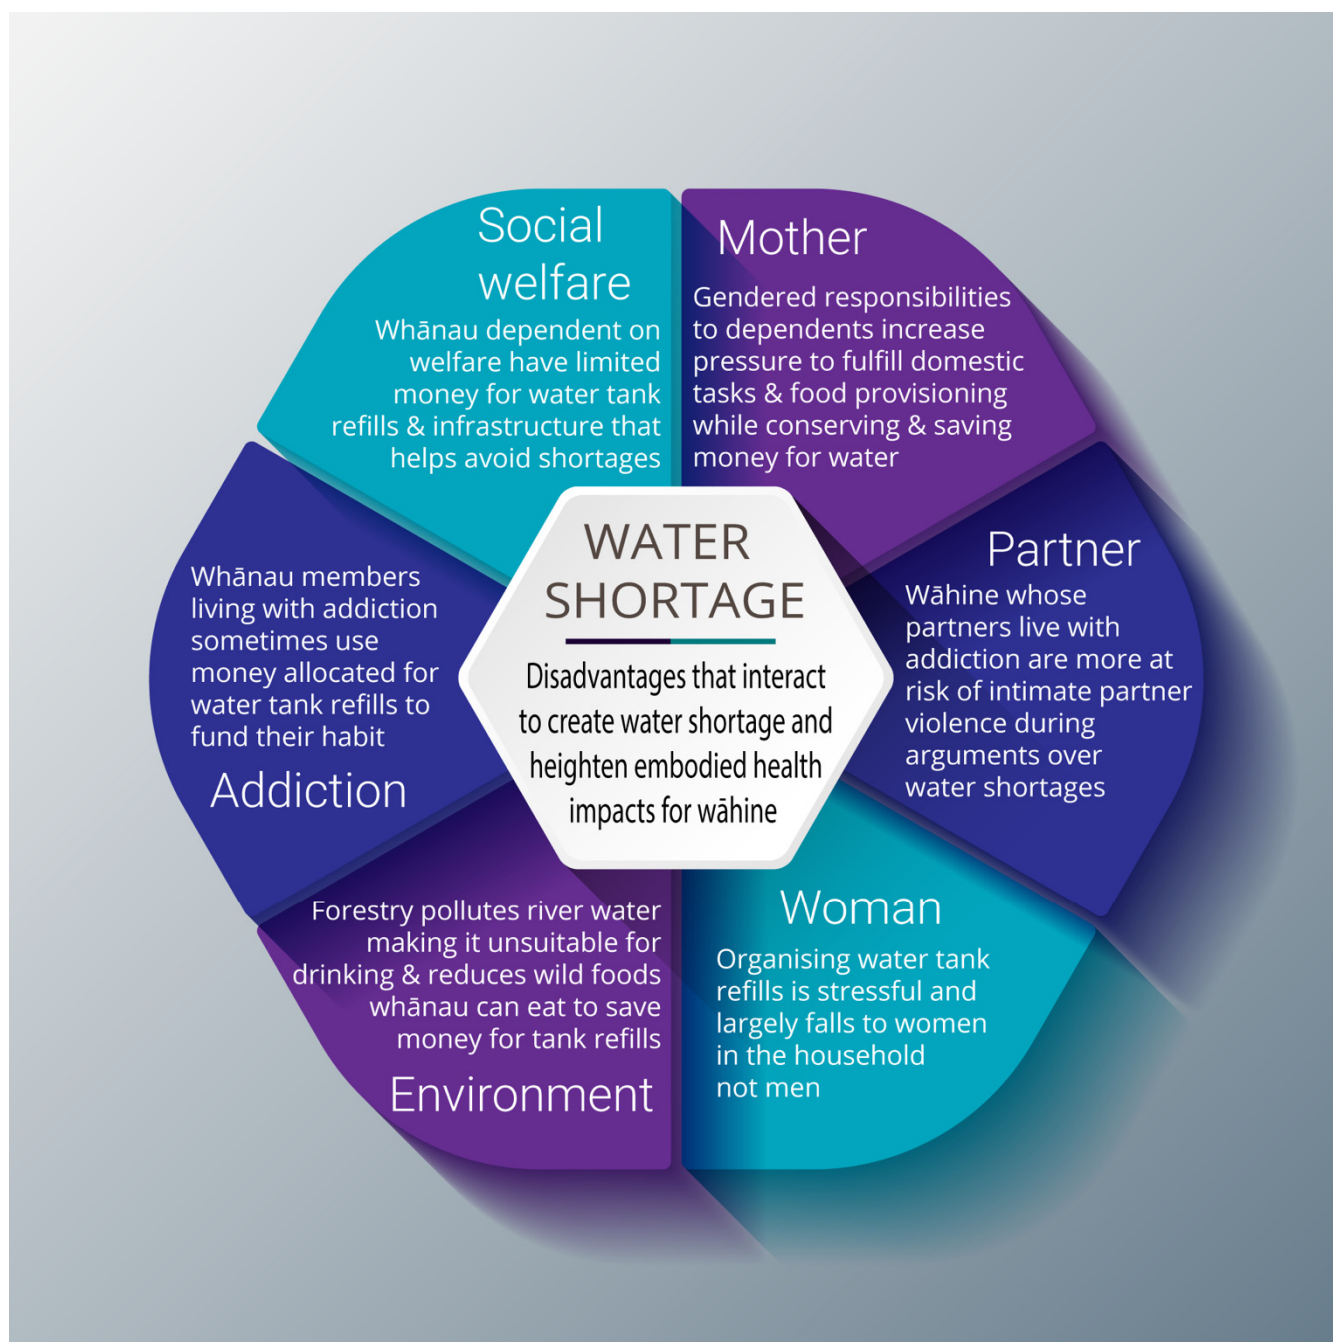 Social
welfare
Whānau dependent on
welfare have limited
money for water tank
refills & infrastructure that
helps avoid shortages
Mother
Gendered responsibilities
to dependents increase
pressure to fulfill domestic
tasks & food provisioning
while conserving & saving
money for water
Partner
Wāhine whose
partners live with
addiction are more at
risk of intimate partner
violence during
arguments over
water shortages
WATER
SHORTAGE
Disadvantages that interact
to create water shortage and
heighten embodied health
impacts for wāhine
Whānau members
living with addiction
sometimes use
money allocated for
water tank refills to
fund their habit
Addiction
Forestry pollutes river water
making it unsuitable for
drinking & reduces wild foods
whānau can eat to save
money for tank refills
Environment
Woman
Organising water tank
refills is stressful and
largely falls to women
in the household
not men